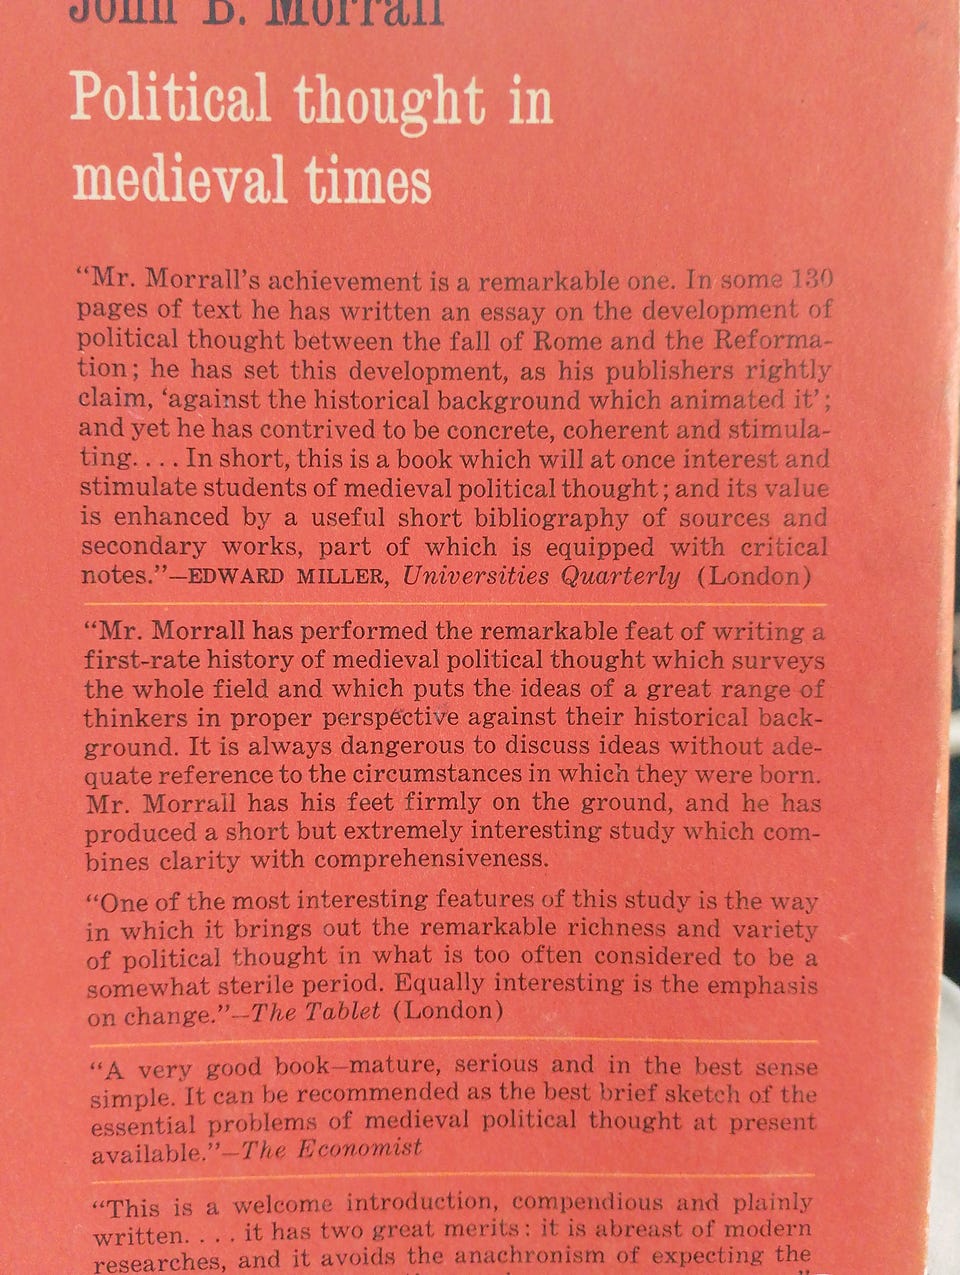 John B. Morrall
Political thought in
medieval times
“Mr. Morrall’s achievement is a remarkable one. In some 130
pages of text he has written an essay on the development of
political thought between the fall of Rome and the Reforma-
tion; he has set this development, as his publishers rightly
claim, ‘against the historical background which animated it’;
and yet he has contrived to be concrete, coherent and stimula-
ting. . . . In short, this is a book which will at once interest and
stimulate students of medieval political thought; and its value
is enhanced by a useful short bibliography of sources and
secondary works, part of which is equipped with critical
notes.”—EDWARD MILLER, Universities Quarterly (London)
“Mr. Morrall has performed the remarkable feat of writing a
first-rate history of medieval political thought which surveys
the whole field and which puts the ideas of a great range of
thinkers in proper perspective against their historical back-
ground. It is always dangerous to discuss ideas without ade-
quate reference to the circumstances in which they were born.
Mr. Morrall has his feet firmly on the ground, and he has
produced a short but extremely interesting study which com-
bines clarity with comprehensiveness.
“One of the most interesting features of this study is the way
in which it brings out the remarkable richness and variety
of political thought in what is too often considered to be a
somewhat sterile period. Equally interesting is the emphasis
on change.”—The Tablet (London)
“A very good book—mature, serious and in the best sense
simple. It can be recommended as the best brief sketch of the
essential problems of medieval political thought at present
available.”—The Economist
“This is a welcome introduction, compendious and plainly
written. . . . it has two great merits: it is abreast of modern
researches, and it avoids the anachronism of expecting the